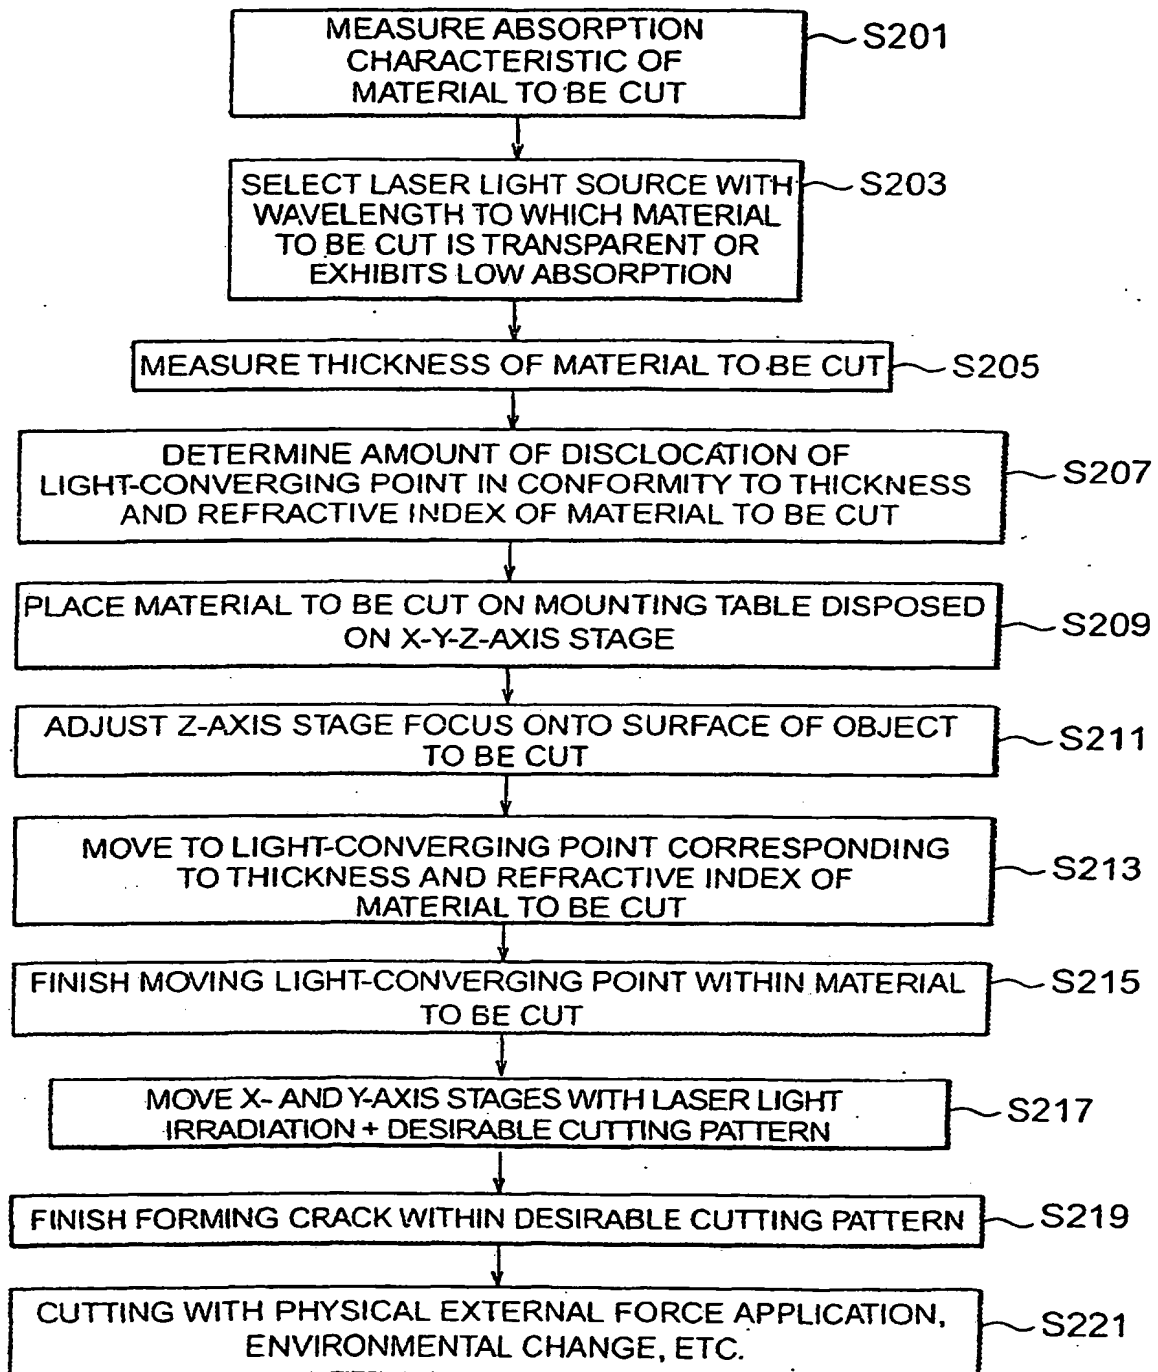 MEASURE ABSORPTION
CHARACTERISTIC OF
MATERIAL TO BE CUT
S201
SELECT LASER LIGHT SOURCE WITH
WAVELENGTH TO WHICH MATERIAL
TO BE CUT IS TRANSPARENT OR
EXHIBITS LOW ABSORPTION
S203
MEASURE THICKNESS OF MATERIAL TO BE CUT
S205
DETERMINE AMOUNT OF DISCLOCATION OF
LIGHT-CONVERGING POINT IN CONFORMITY TO THICKNESS
AND REFRACTIVE INDEX OF MATERIAL TO BE CUT
S207
PLACE MATERIAL TO BE CUT ON MOUNTING TABLE DISPOSED
ON X-Y-Z-AXIS STAGE
S209
ADJUST Z-AXIS STAGE FOCUS ONTO SURFACE OF OBJECT
TO BE CUT
S211
MOVE TO LIGHT-CONVERGING POINT CORRESPONDING
TO THICKNESS AND REFRACTIVE INDEX OF
MATERIAL TO BE CUT
S213
FINISH MOVING LIGHT-CONVERGING POINT WITHIN MATERIAL
TO BE CUT
S215
MOVE X- AND Y-AXIS STAGES WITH LASER LIGHT
IRRADIATION + DESIRABLE CUTTING PATTERN
S217
FINISH FORMING CRACK WITHIN DESIRABLE CUTTING PATTERN
S219
CUTTING WITH PHYSICAL EXTERNAL FORCE APPLICATION,
ENVIRONMENTAL CHANGE, ETC.
S221